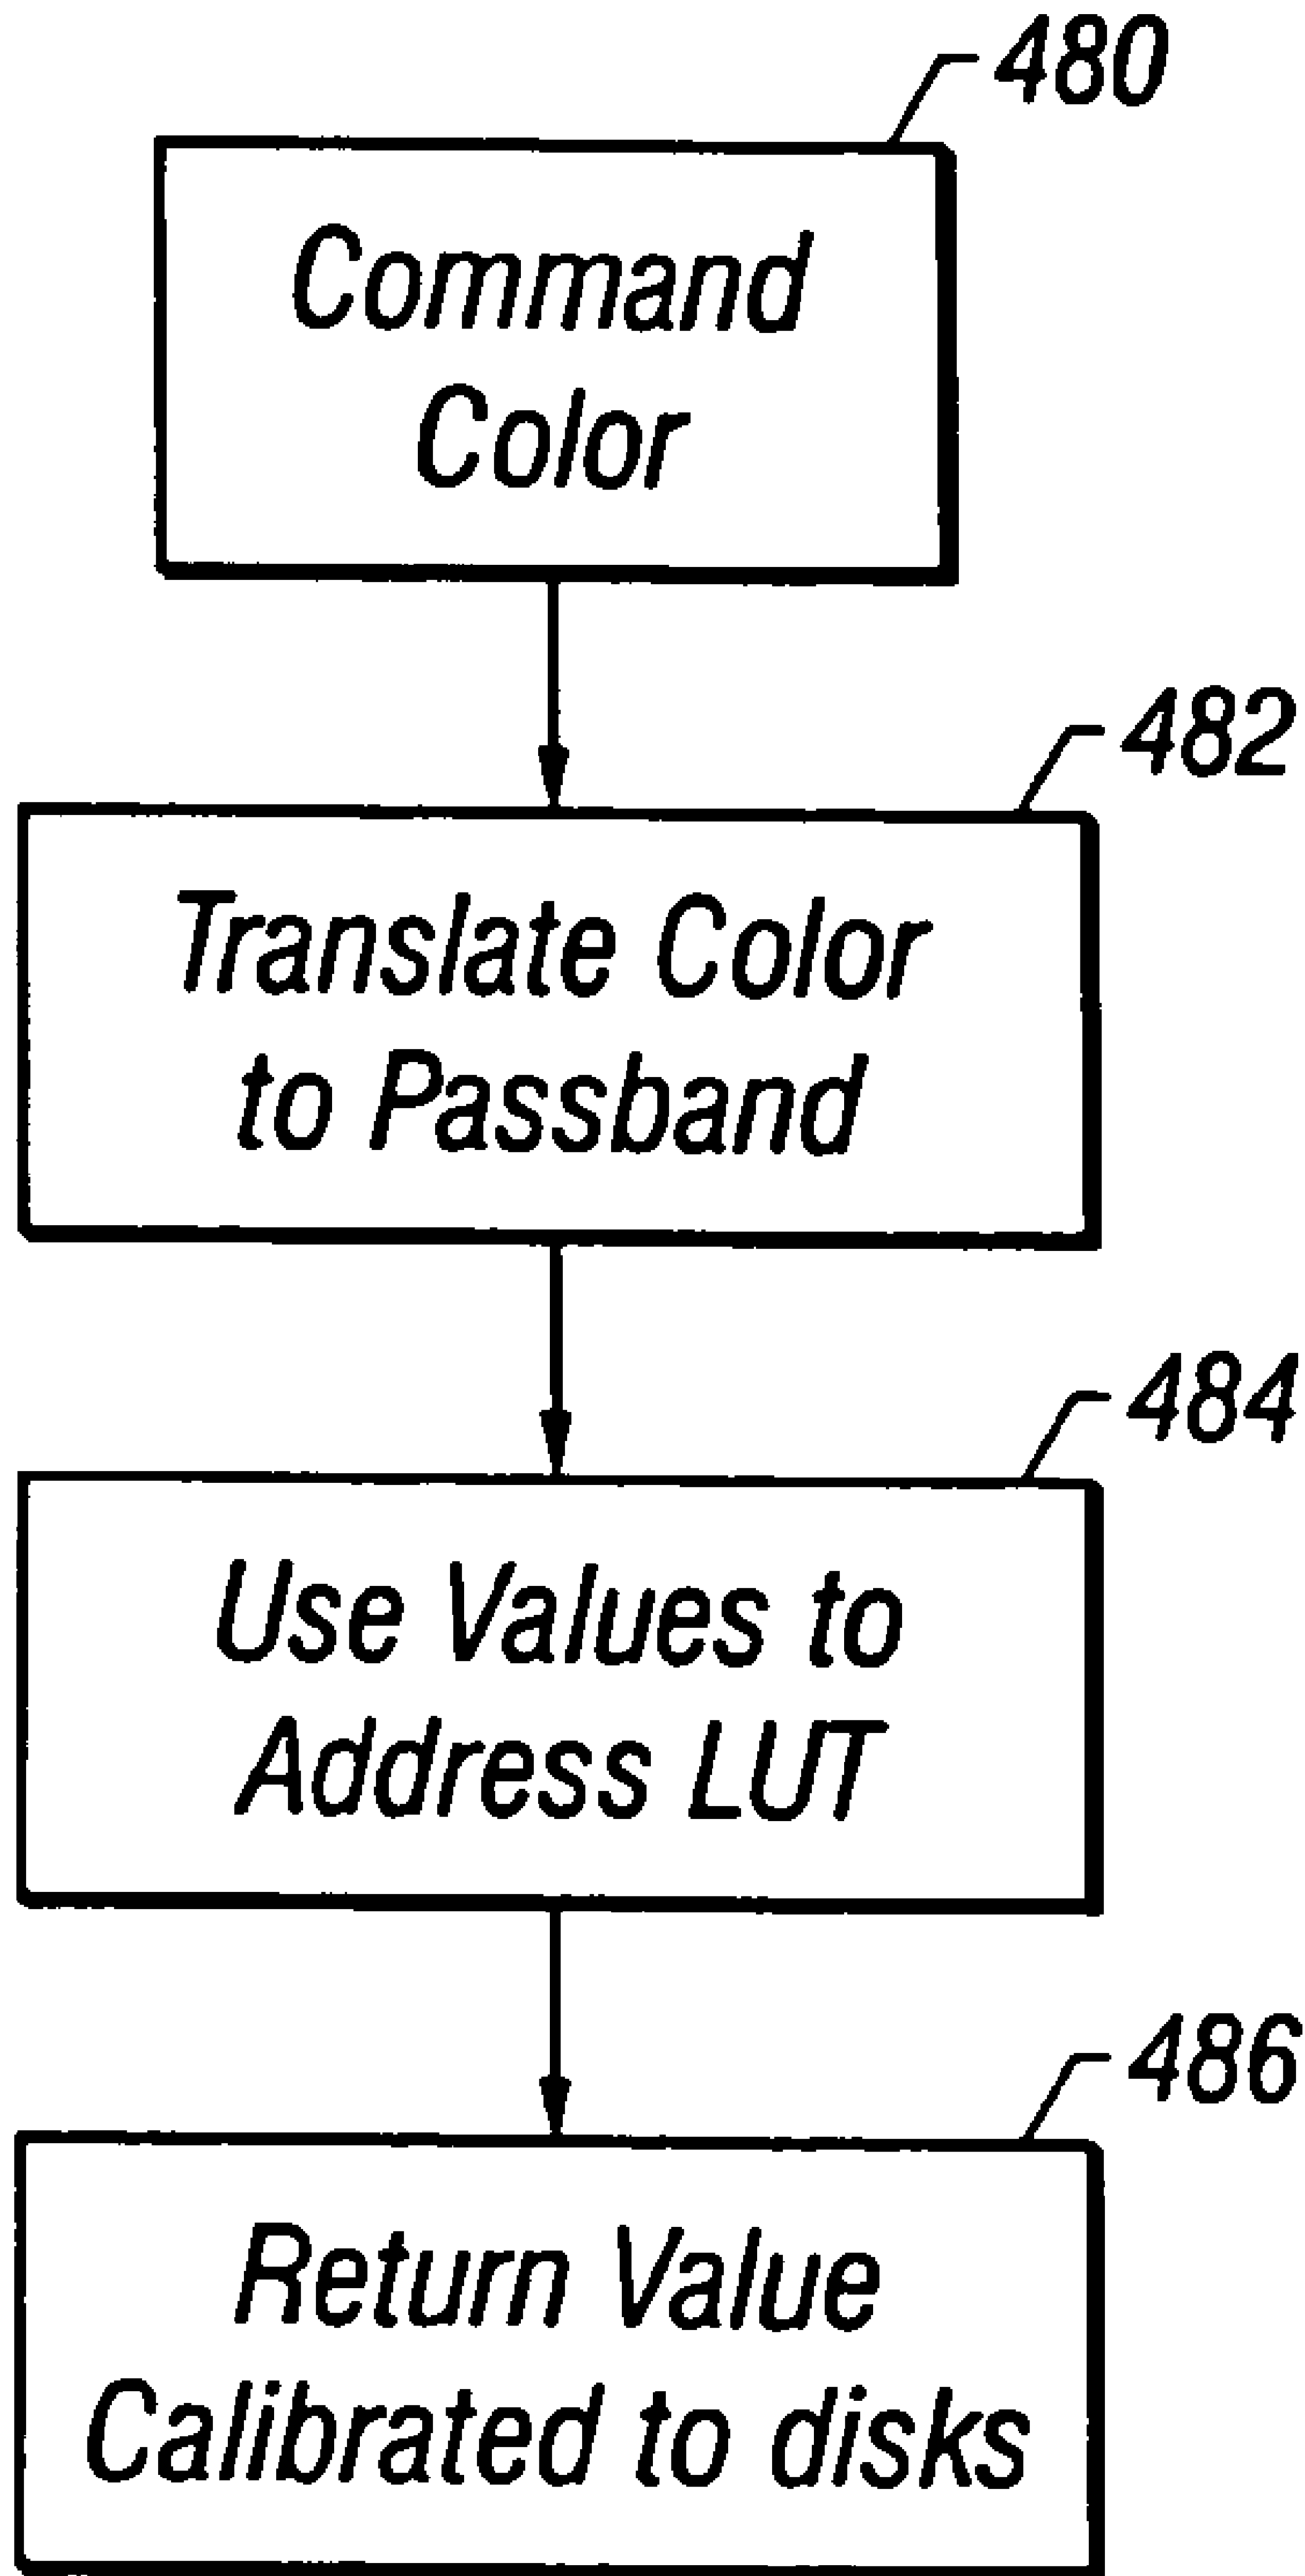 480
Command
Color
482
Translate Color
to Passband
484
Use Values to
Address LUT
486
Return Value
Calibrated to disks